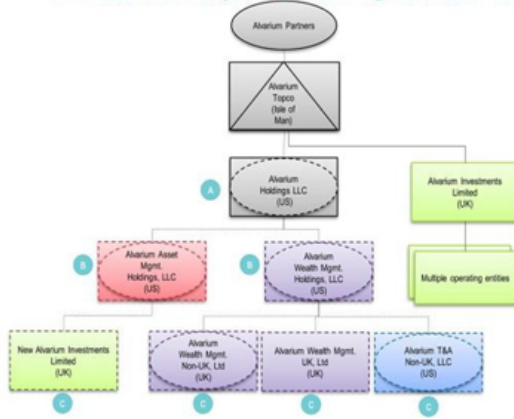 Alvarium Partners
Alvarium
Topco
(Isle of
Man)
A
Alvarium
Holdings LLC
(US)
Alvarium Investments
Limited
(UK)
B
Alvarium Asset
Mgmt.
Holdings, LLC
(US)
B
Alvarium
Wealth Mgmt.
Holdings, LLC
(US)
Multiple operating entities
New Alvarium Investments
Limited
(UK)
Alvarium
Wealth Mgmt.
Non-UK, Ltd
(UK)
Alvarium Wealth Mgmt.
UK, Ltd
(UK)
Alvarium T&A
Non-UK, LLC
(US)
C
C
C
C